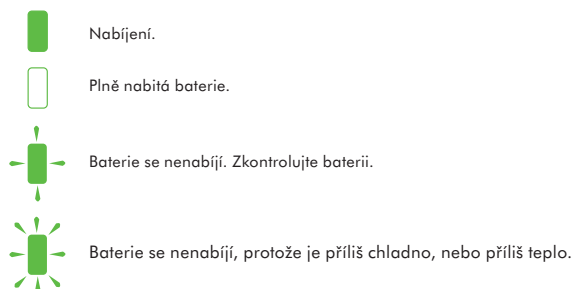 Nabíjení.
Plně nabitá baterie.
Baterie se nenabíjí. Zkontrolujte baterii.
Baterie se nenabíjí, protože je příliš chladno, nebo příliš teplo.